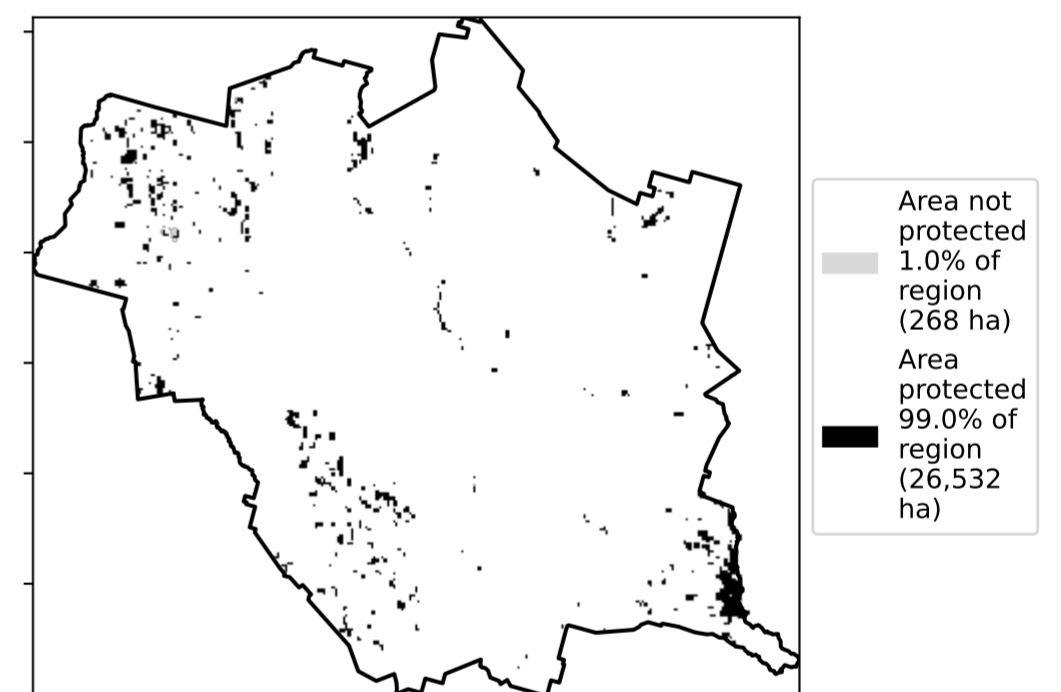 Area not
protected
1.0% of
region
(268 ha)
Area
protected
99.0% of
region
(26,532
ha)